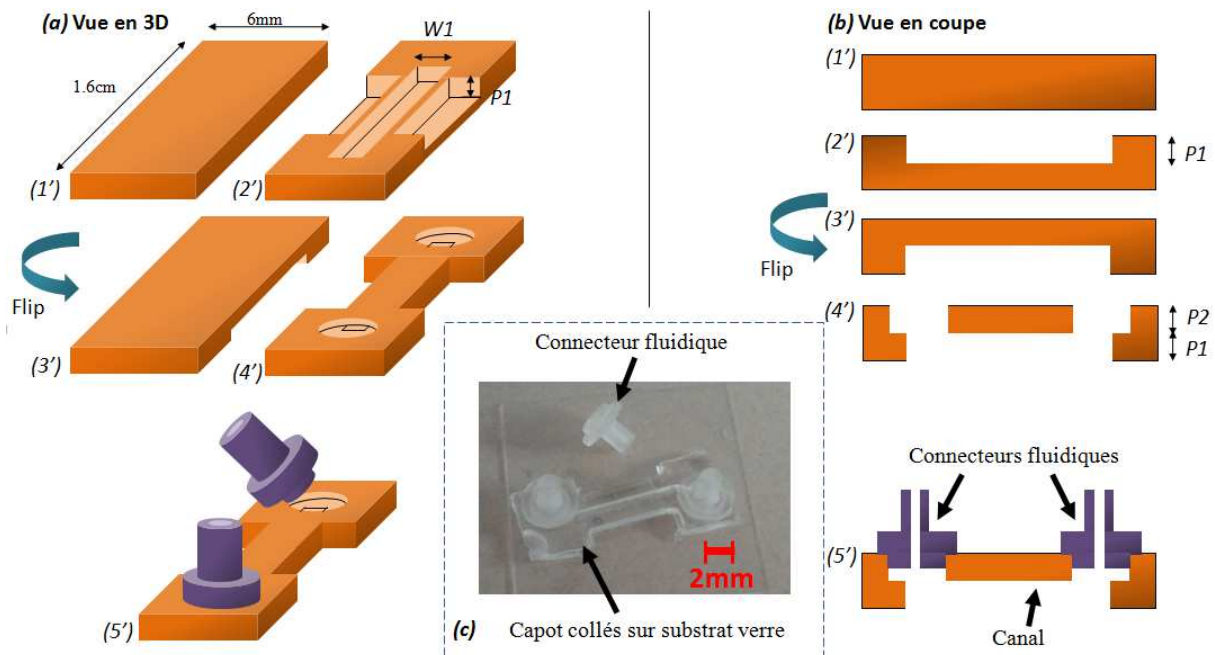 (a) Vue en 3D
6mm
1.6cm
W1
P1
(1')
(2')
Flip
(3')
(4')
(5')
(b) Vue en coupe
(1')
(2')
P1
(3')
Flip
(4')
P2
P1
Connecteurs fluidiques
(5')
Canal
Connecteur fluidique
2mm
(c)
Capot collés sur substrat verre